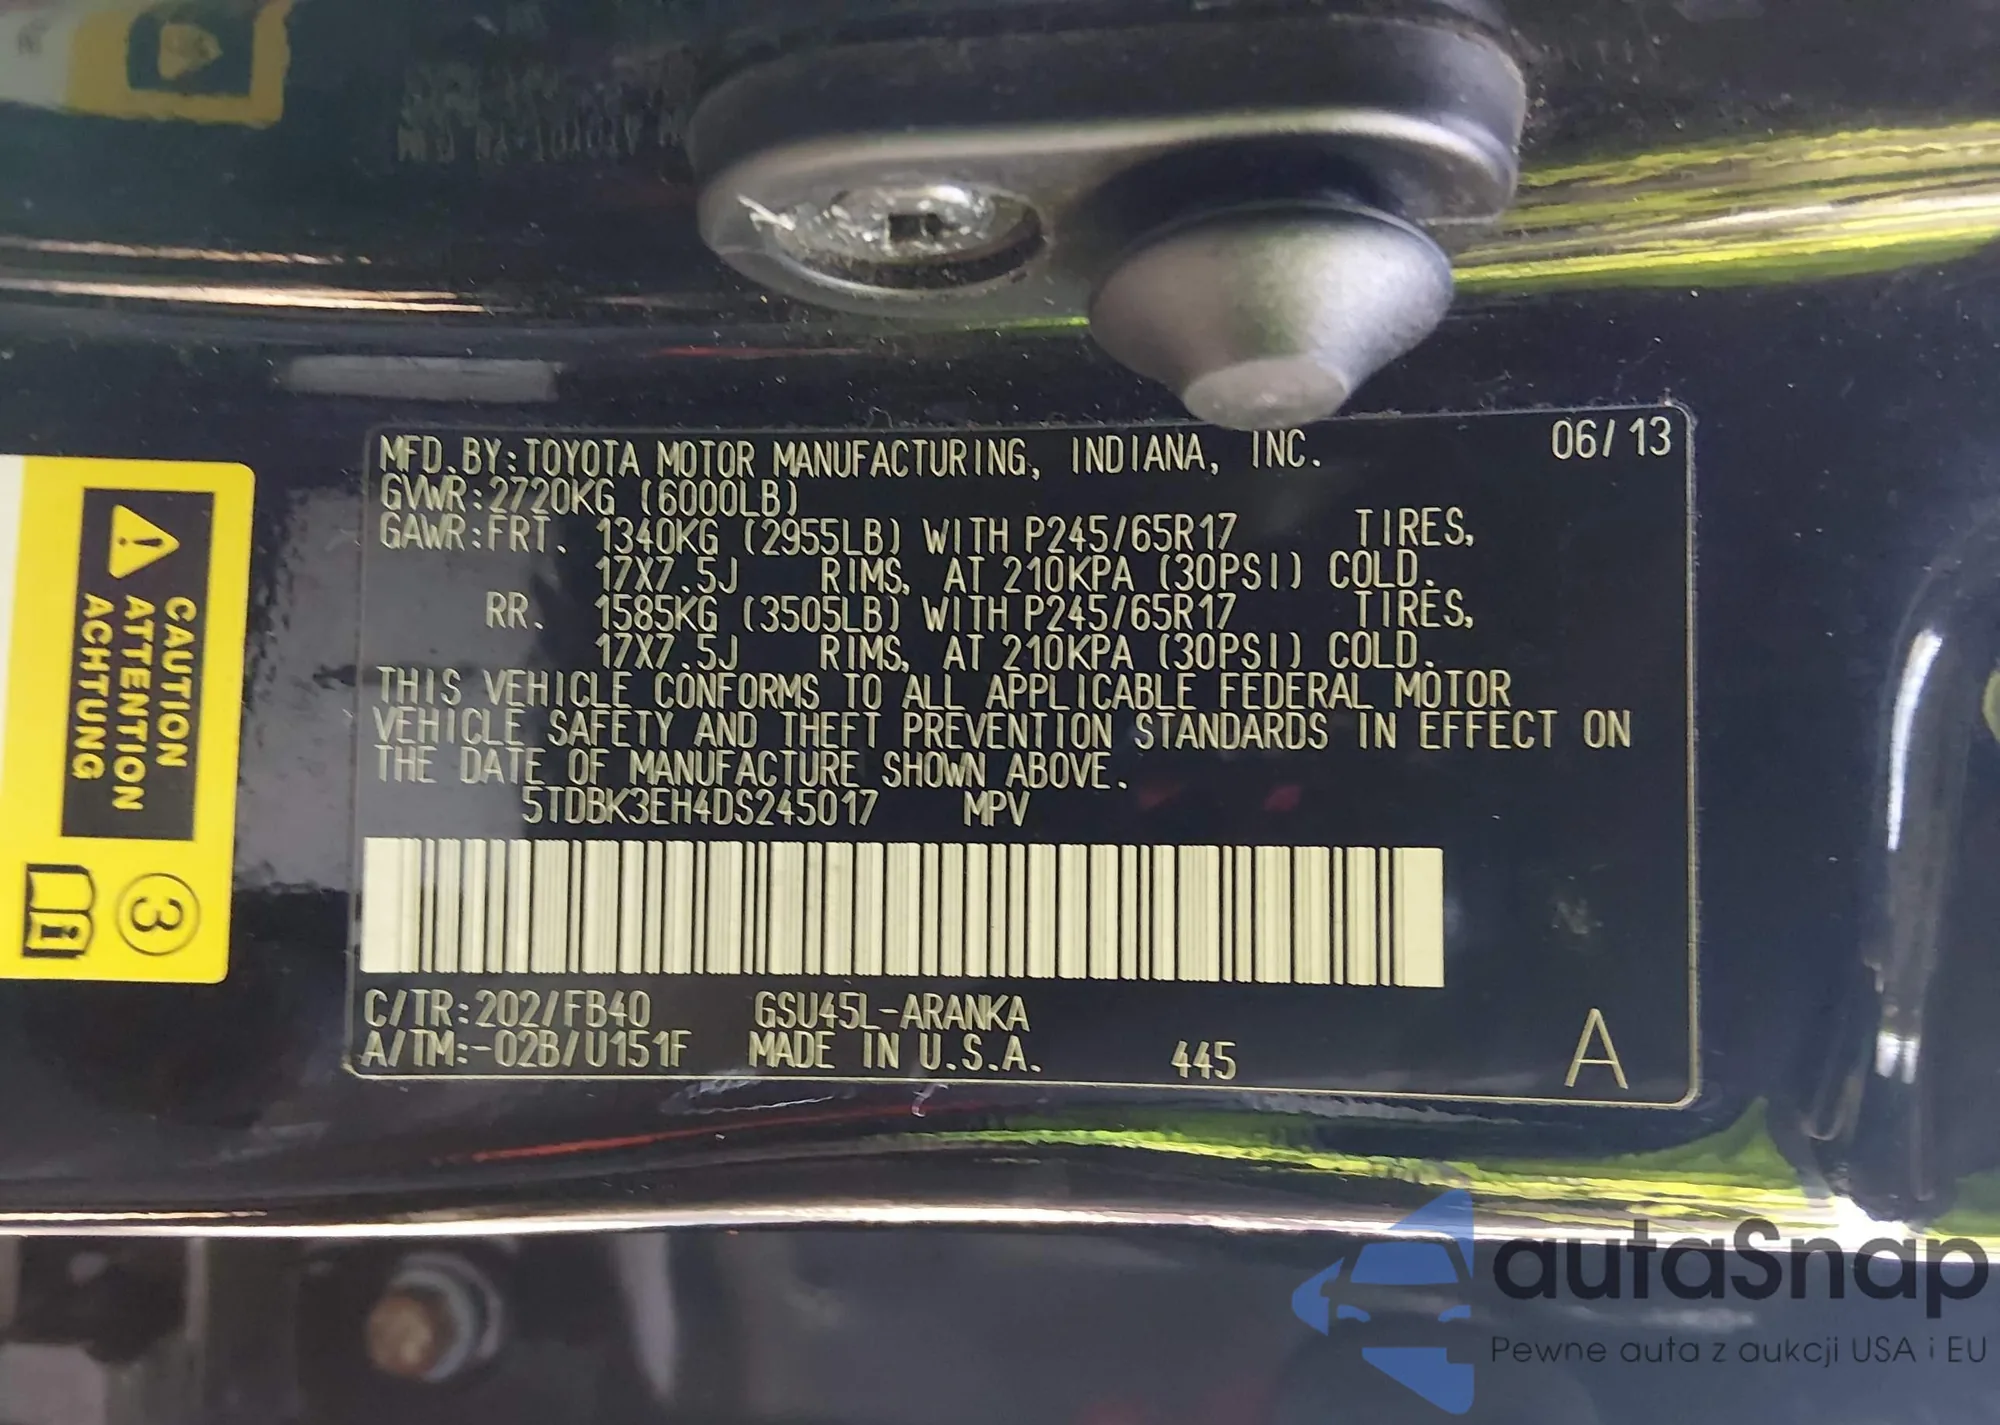 MFD.BY:TOYOTA MOTOR MANUFACTURING, INDIANA, INC. 06/13
GVWR:2720KG (6000LB)
GAWR:FRT. 1340KG (2955LB) WITH P245/65R17 TIRES,
17X7.5J RIMS, AT 210KPA (30PSI) COLD.
RR. 1585KG (3505LB) WITH P245/65R17 TIRES,
17X7.5J RIMS, AT 210KPA (30PSI) COLD.
THIS VEHICLE CONFORMS TO ALL APPLICABLE FEDERAL MOTOR
VEHICLE SAFETY AND THEFT PREVENTION STANDARDS IN EFFECT ON
THE DATE OF MANUFACTURE SHOWN ABOVE.
5TDBK3EH4DS245017 MPV
C/TR:202/FB40 GSU45L-ARANKA
A/TM:-02B/U151F MADE IN U.S.A. 445 A
CAUTION
ATTENTION
ACHTUNG
3
autaSnap
Pewne auta z aukcji USA i EU